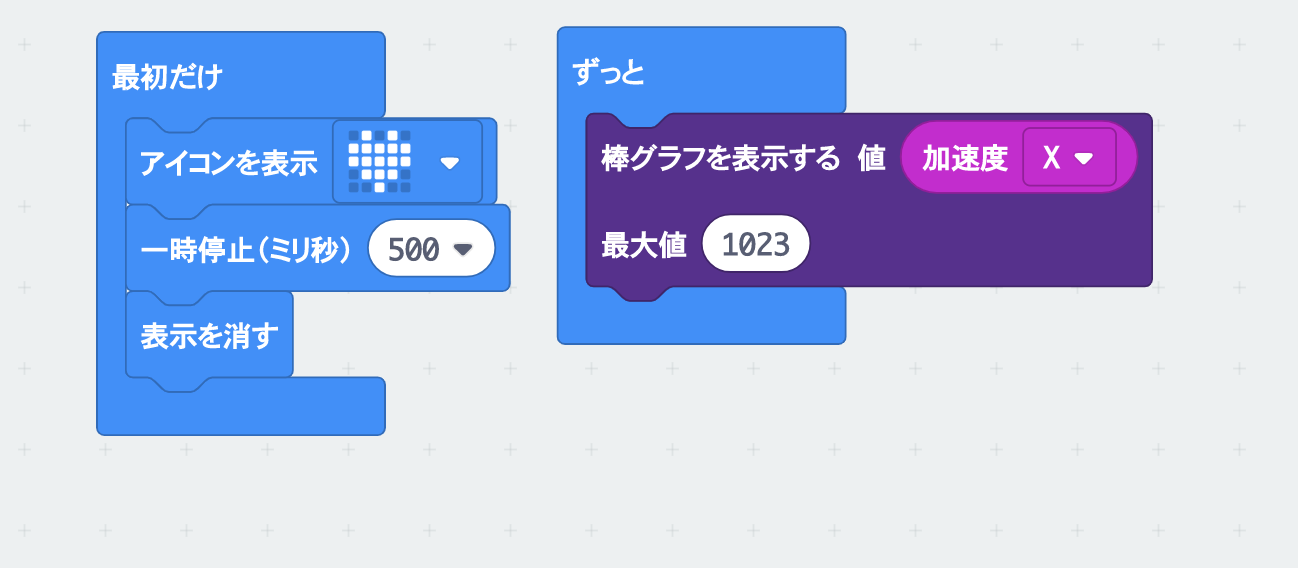 最初だけ
アイコンを表示
一時停止（ミリ秒） 500
表示を消す
ずっと
棒グラフを表示する 値 加速度 X
最大値 1023